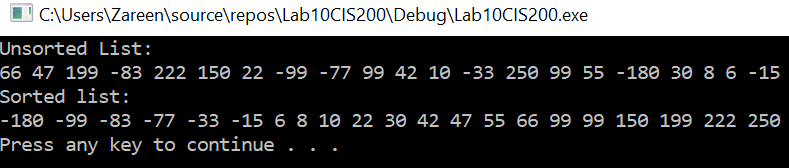 C:\Users\Zareen\source\repos\Lab10CIS200\Debug\Lab10CIS200.exe
Unsorted List:
66 47 199 -83 222 150 22 -99 -77 99 42 10 -33 250 99 55 -180 30 8 6 -15
Sorted list:
-180 -99 -83 -77 -33 -15 6 8 10 22 30 42 47 55 66 99 99 150 199 222 250
Press any key to continue . . .